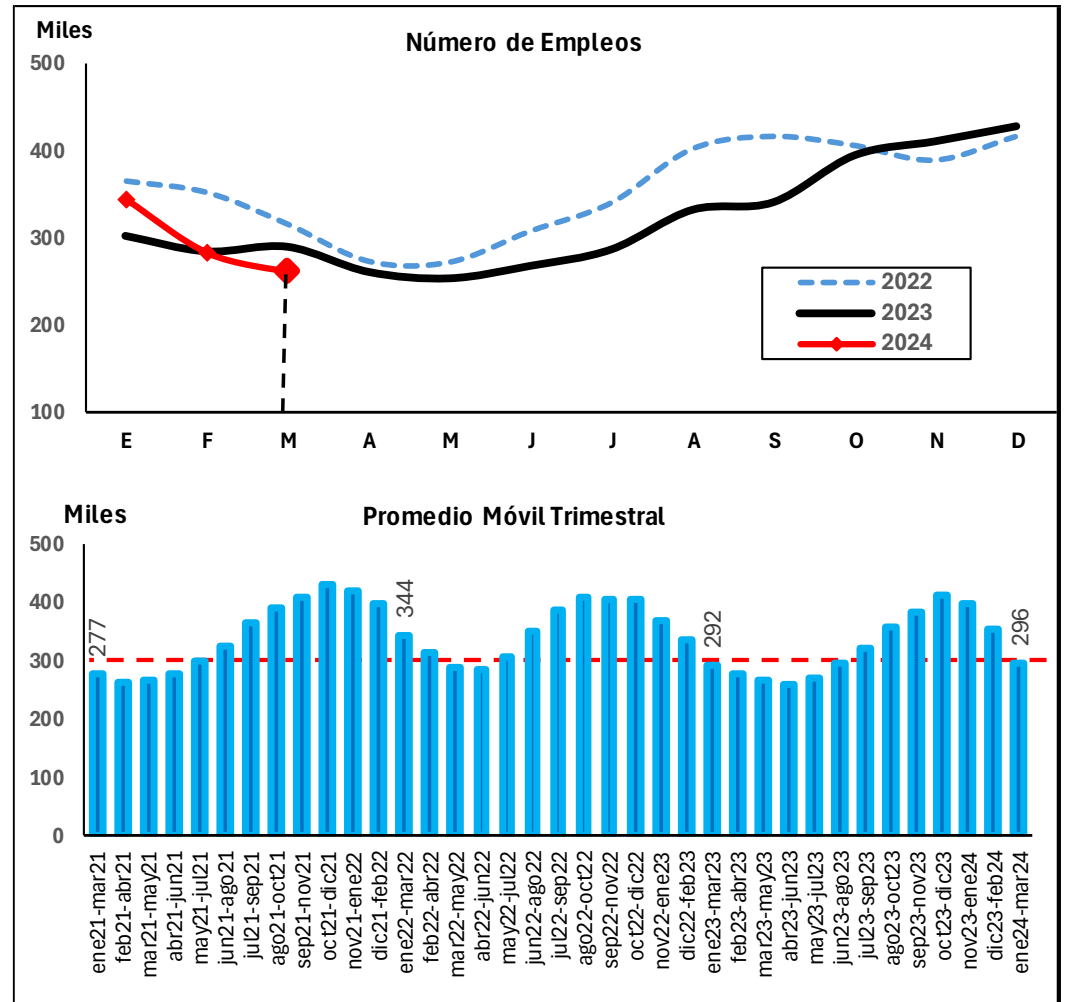 Miles
Número de Empleos
500
400
300
200
100
2022
2023
2024
E F M A M J J A S O N D
Miles
Promedio Móvil Trimestral
500
400
300
200
100
0
277
344
292
296
ene21-mar21
feb21-abr21
mar21-may21
abr21-jun21
may21-jul21
jun21-ago21
jul21-sep21
ago21-oct21
sep21-nov21
oct21-dic21
nov21-ene22
dic21-feb22
ene22-mar22
feb22-abr22
mar22-may22
abr22-jun22
may22-jul22
jun22-ago22
jul22-sep22
ago22-oct22
sep22-nov22
oct22-dic22
nov22-ene23
dic22-feb23
ene23-mar23
feb23-abr23
mar23-may23
abr23-jun23
may23-jul23
jun23-ago23
jul23-sep23
ago23-oct23
sep23-nov23
oct23-dic23
nov23-ene24
dic23-feb24
ene24-mar24